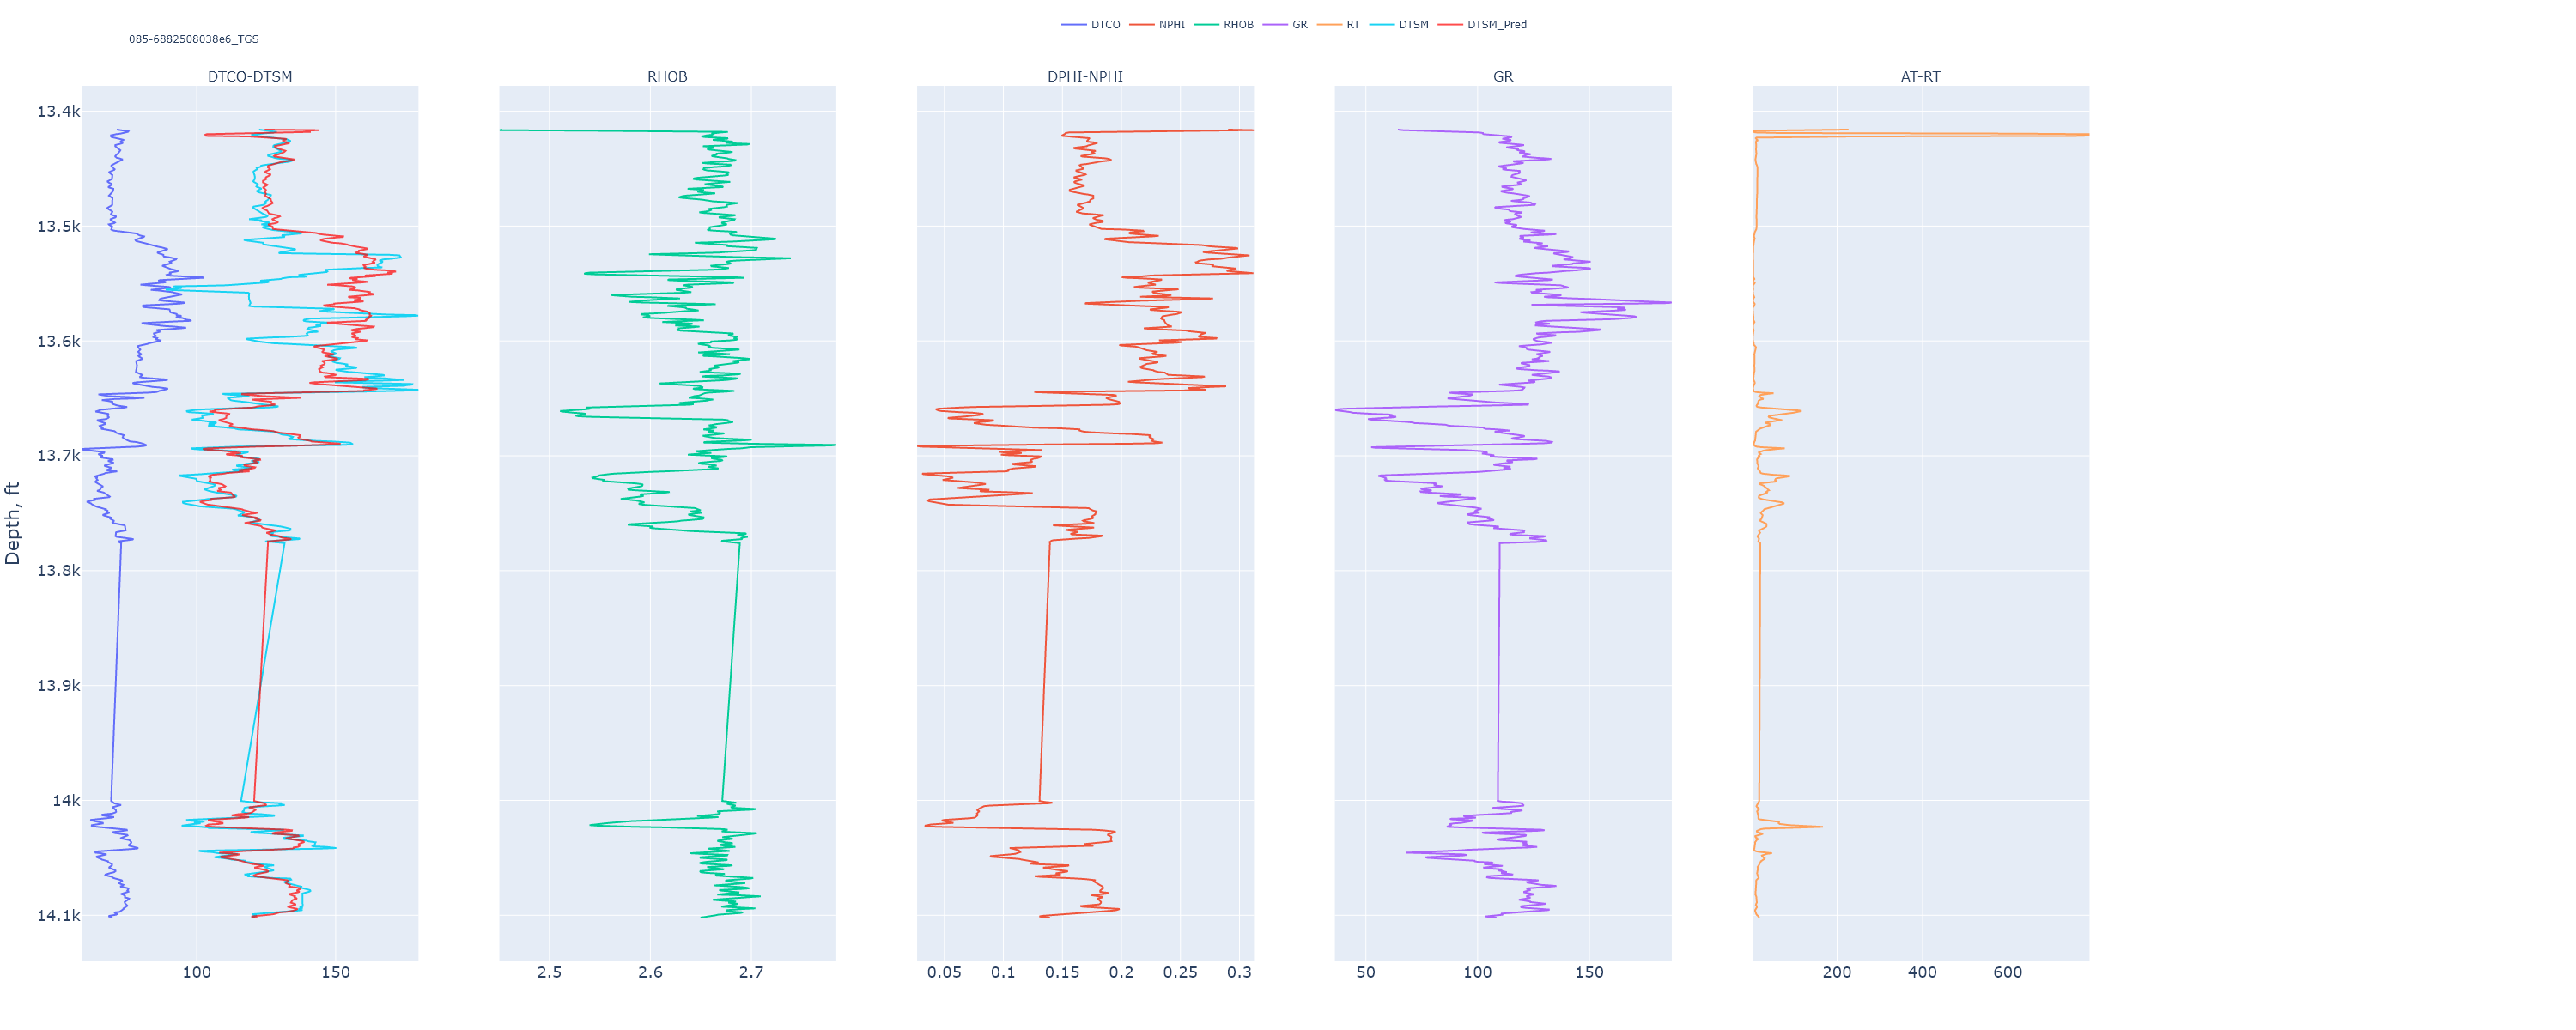 DTCO NPHI RHOB GR RT DTSM DTSM_Pred
085-6882508038e6_TGS
DTCO-DTSM RHOB DPHI-NPHI GR AT-RT
Depth, ft
13.4k
13.5k
13.6k
13.7k
13.8k
13.9k
14k
14.1k
100 150 2.5 2.6 2.7 0.05 0.1 0.15 0.2 0.25 0.3 50 100 150 200 400 600